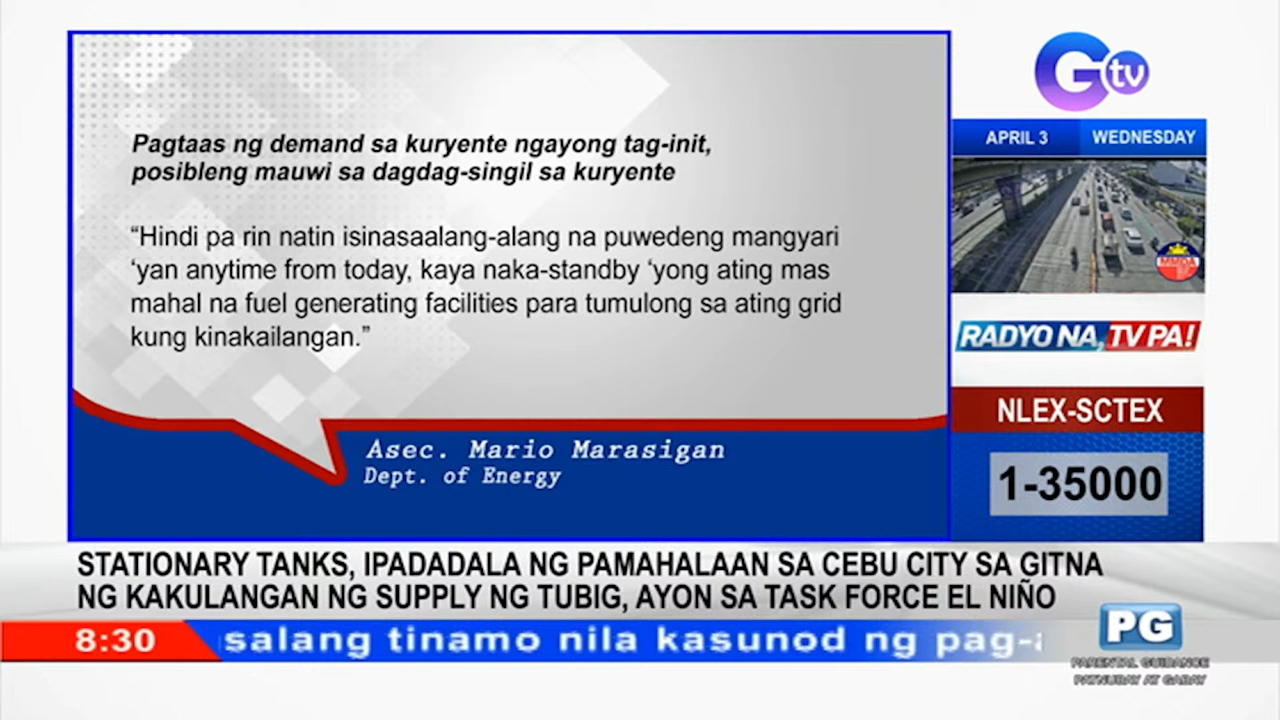 Pagtaas ng demand sa kuryente ngayong tag-init,
posibleng mauwi sa dagdag-singil sa kuryente
“Hindi pa rin natin isinasaalang-alang na puwedeng mangyari
‘yan anytime from today, kaya naka-standby ‘yong ating mas
mahal na fuel generating facilities para tumulong sa ating grid
kung kinakailangan.”
Asec. Mario Marasigan
Dept. of Energy
Gtv
APRIL 3 WEDNESDAY
MMDA
RADYO NA, TV PA!
NLEX-SCTEX
1-35000
STATIONARY TANKS, IPADADALA NG PAMAHALAAN SA CEBU CITY SA GITNA
NG KAKULANGAN NG SUPPLY NG TUBIG, AYON SA TASK FORCE EL NIÑO
8:30 salang tinamo nila kasunod ng pag-a
PG
PARENTAL GUIDANCE
PATNUBAY AT GABAY